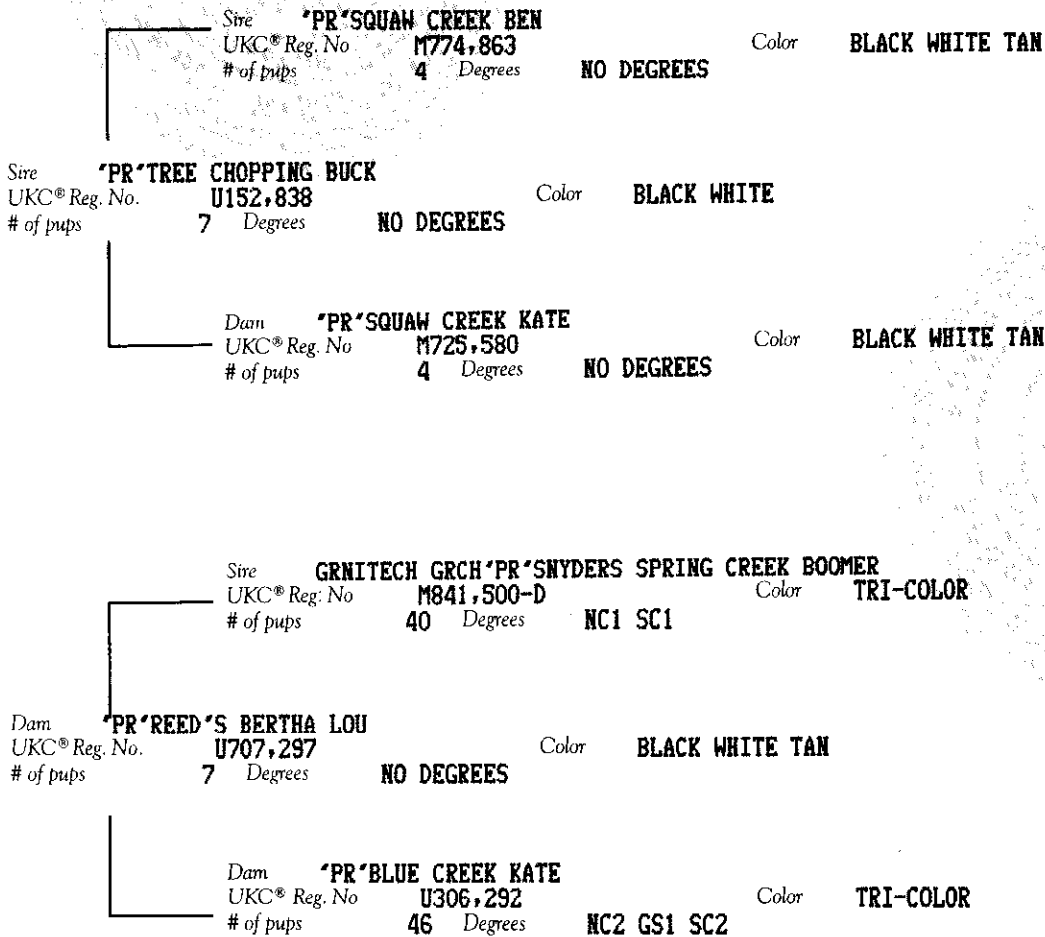 Sire 'PR'SQUAW CREEK BEN
UKC® Reg. No M774,863 Color BLACK WHITE TAN
# of pups 4 Degrees NO DEGREES
Sire 'PR'TREE CHOPPING BUCK
UKC® Reg. No. U152,838 Color BLACK WHITE
# of pups 7 Degrees NO DEGREES
Dam 'PR'SQUAW CREEK KATE
UKC® Reg. No M725,580 Color BLACK WHITE TAN
# of pups 4 Degrees NO DEGREES
Sire GRNITECH GRCH'PR'SNYDERS SPRING CREEK BOOMER
UKC® Reg. No M841,500-D Color TRI-COLOR
# of pups 40 Degrees NC1 SC1
Dam 'PR'REED'S BERTHA LOU
UKC® Reg. No. U707,297 Color BLACK WHITE TAN
# of pups 7 Degrees NO DEGREES
Dam 'PR'BLUE CREEK KATE
UKC® Reg. No U306,292 Color TRI-COLOR
# of pups 46 Degrees NC2 GS1 SC2